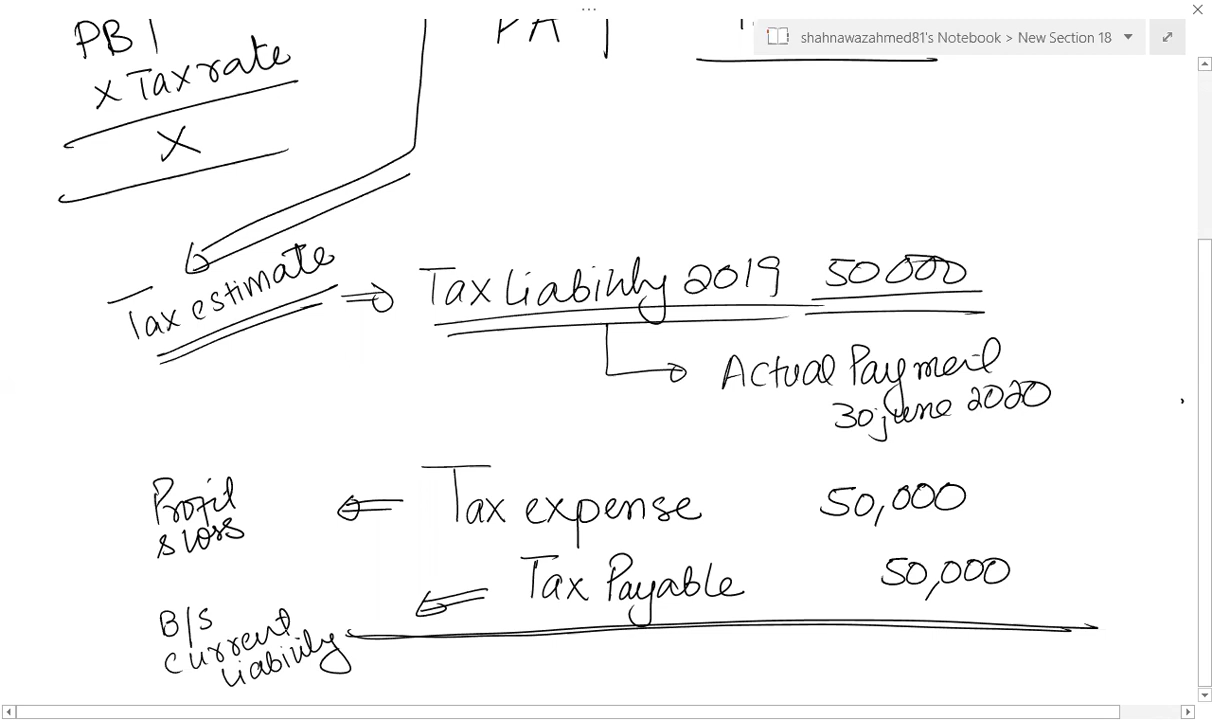 shahnawazahmed81's Notebook > New Section 18
X Tax rate
X
Tax estimate ⇒ Tax Liability 2019 50000
Actual Payment
30 june 2020
Profit
& Loss
Tax expense 50,000
Tax Payable 50,000
B/S
Current
Liability